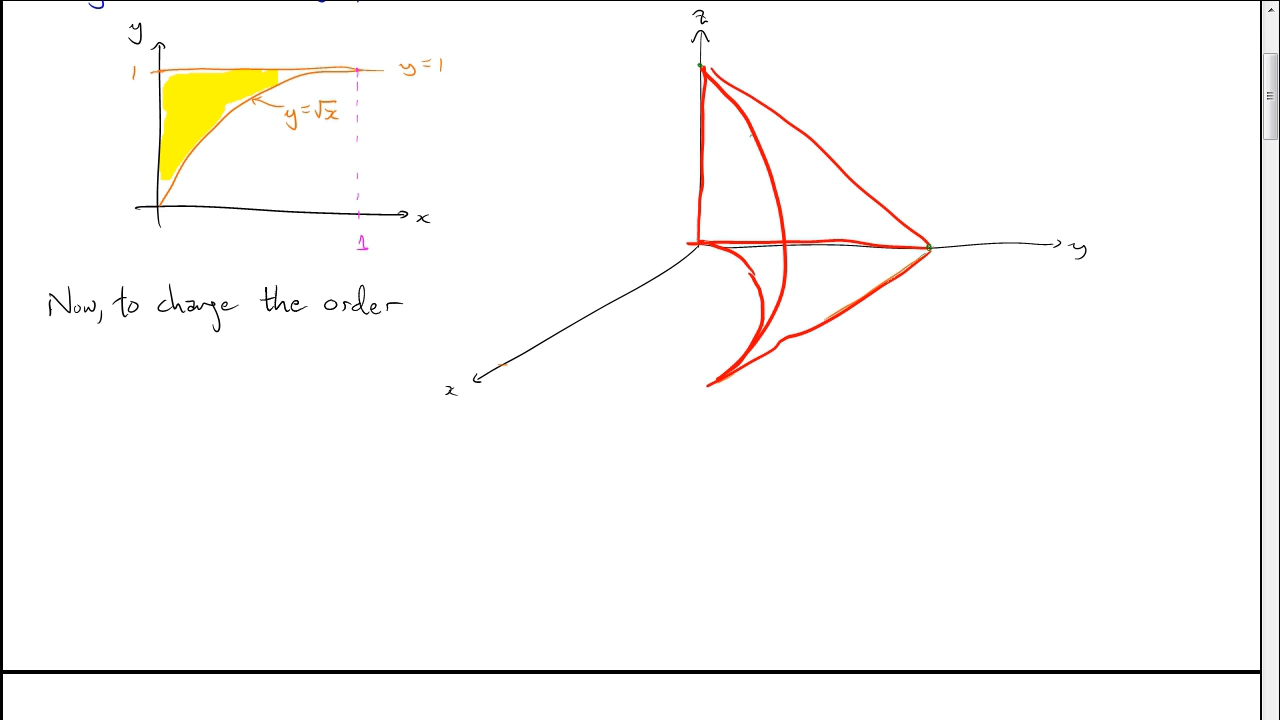 y
1
y=1
y=√x
x
1
Now, to change the order
z
y
x